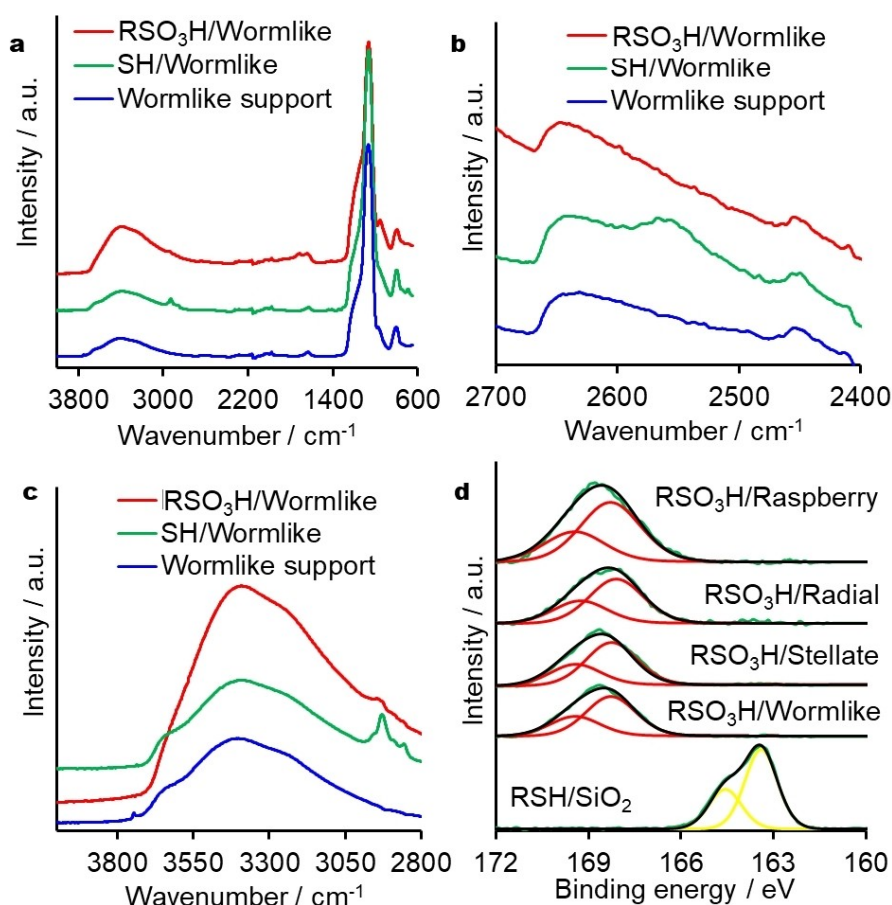 a
RSO₃H/Wormlike
SH/Wormlike
Wormlike support
Intensity / a.u.
3800 3000 2200 1400 600
Wavenumber / cm⁻¹
b
RSO₃H/Wormlike
SH/Wormlike
Wormlike support
Intensity / a.u.
2700 2600 2500 2400
Wavenumber / cm⁻¹
c
RSO₃H/Wormlike
SH/Wormlike
Wormlike support
Intensity / a.u.
3800 3550 3300 3050 2800
Wavenumber / cm⁻¹
d
RSO₃H/Raspberry
RSO₃H/Radial
RSO₃H/Stellate
RSO₃H/Wormlike
RSH/SiO₂
Intensity / a.u.
172 169 166 163 160
Binding energy / eV